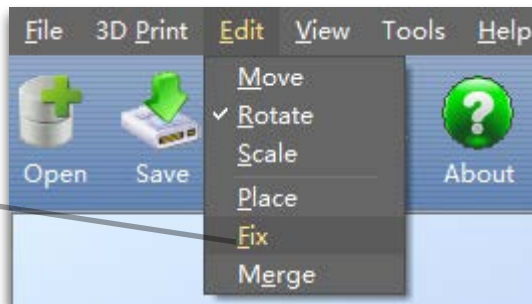 File 3D Print Edit View Tools Help
Move
Rotate
Scale
Open Save About
Place
Fix
Merge